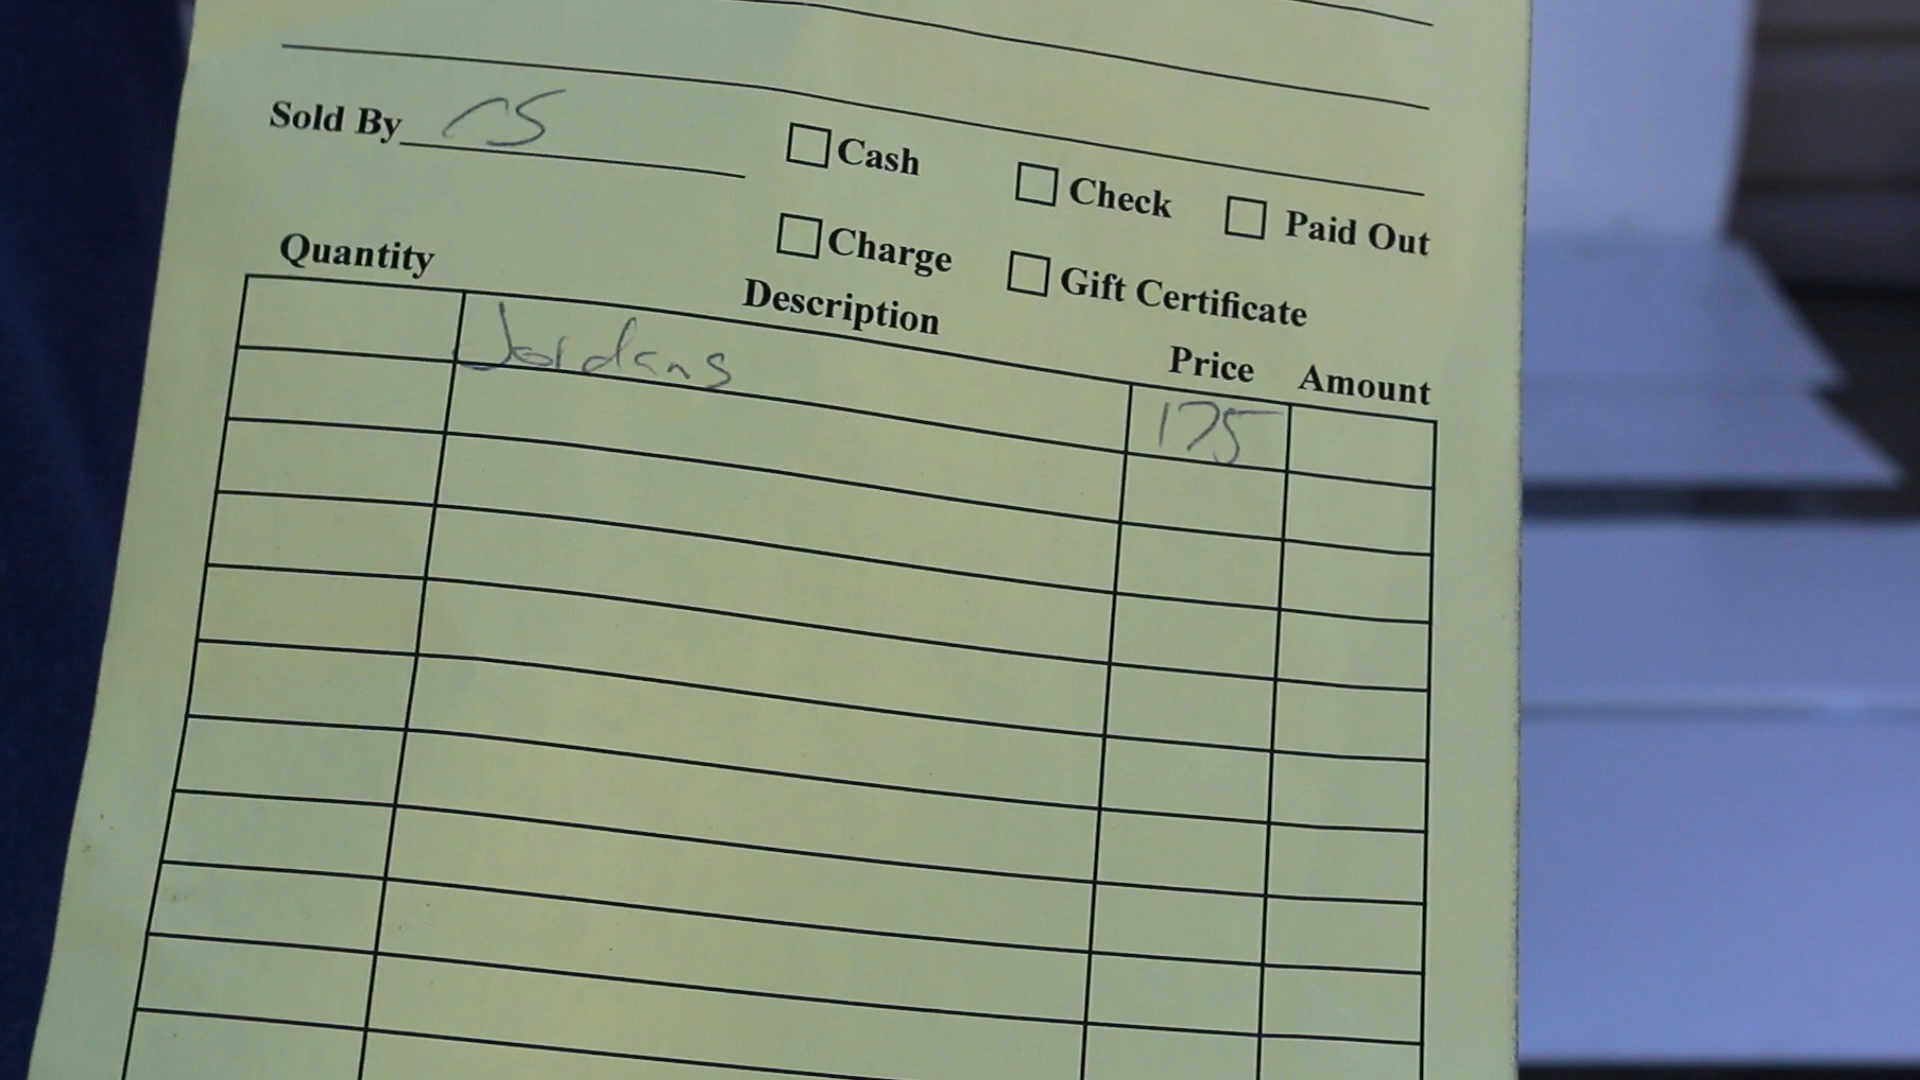 Sold By CS
Cash
Check
Paid Out
Charge
Gift Certificate
Quantity
Description
Price
Amount
Jordans
175